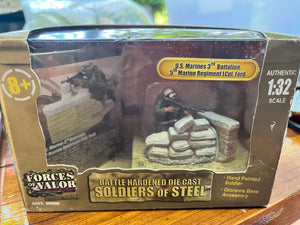 8+
U.S. Marines 3rd Battalion,
5th Marine Regiment LCpl. Ford
AUTHENTIC
1:32
SCALE
FORCES OF VALOR
BATTLE HARDENED DIE CAST
SOLDIERS OF STEEL
• Hand Painted
Soldier
• Diorama Base
Accessory